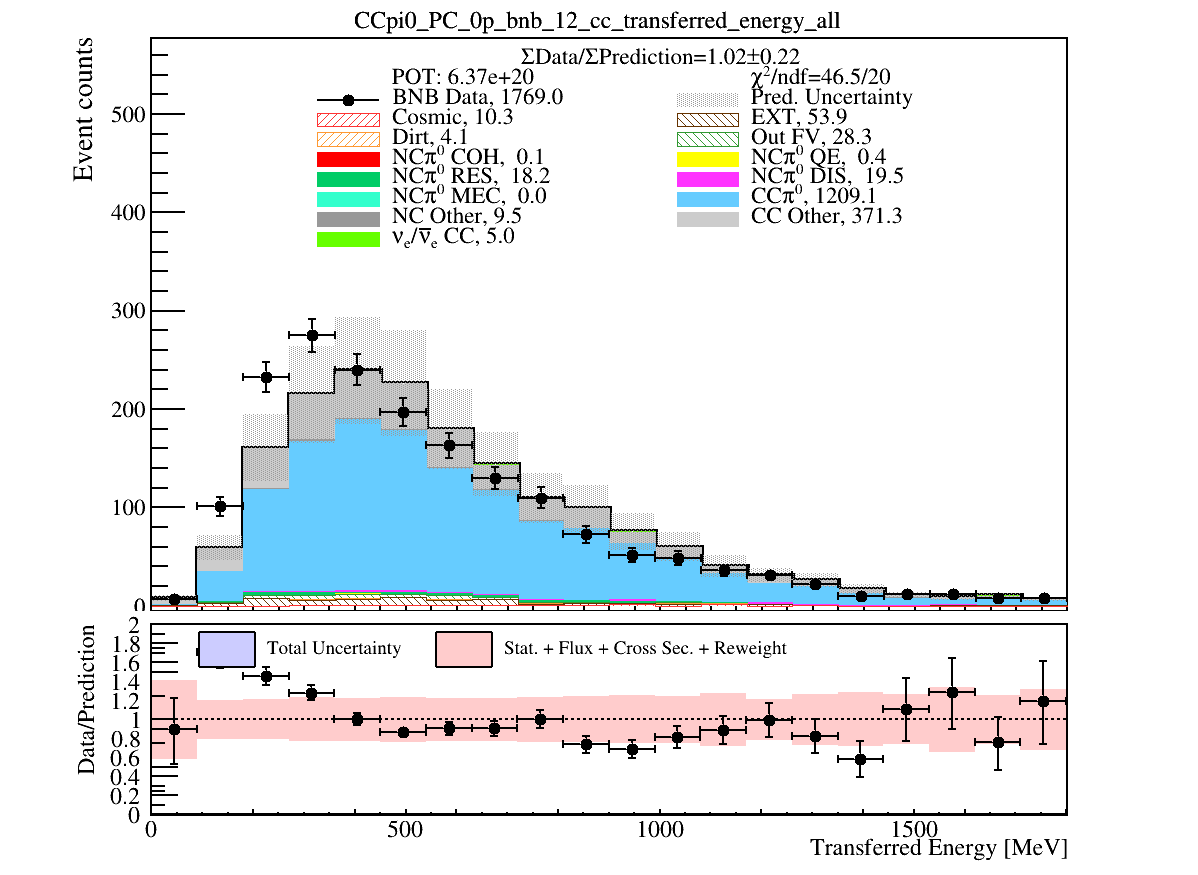 CCpi0_PC_0p_bnb_12_cc_transferred_energy_all
ΣData/ΣPrediction=1.02±0.22
POT: 6.37e+20
χ²/ndf=46.5/20
BNB Data, 1769.0
Pred. Uncertainty
Cosmic, 10.3
EXT, 53.9
Dirt, 4.1
Out FV, 28.3
NCπ⁰ COH, 0.1
NCπ⁰ QE, 0.4
NCπ⁰ RES, 18.2
NCπ⁰ DIS, 19.5
NCπ⁰ MEC, 0.0
CCπ⁰, 1209.1
NC Other, 9.5
CC Other, 371.3
νₑ/ν̅ₑ CC, 5.0
Event counts
500
400
300
200
100
0
Total Uncertainty
Stat. + Flux + Cross Sec. + Reweight
Data/Prediction
2
1.8
1.6
1.4
1.2
1
0.8
0.6
0.4
0.2
0
0 500 1000 1500
Transferred Energy [MeV]